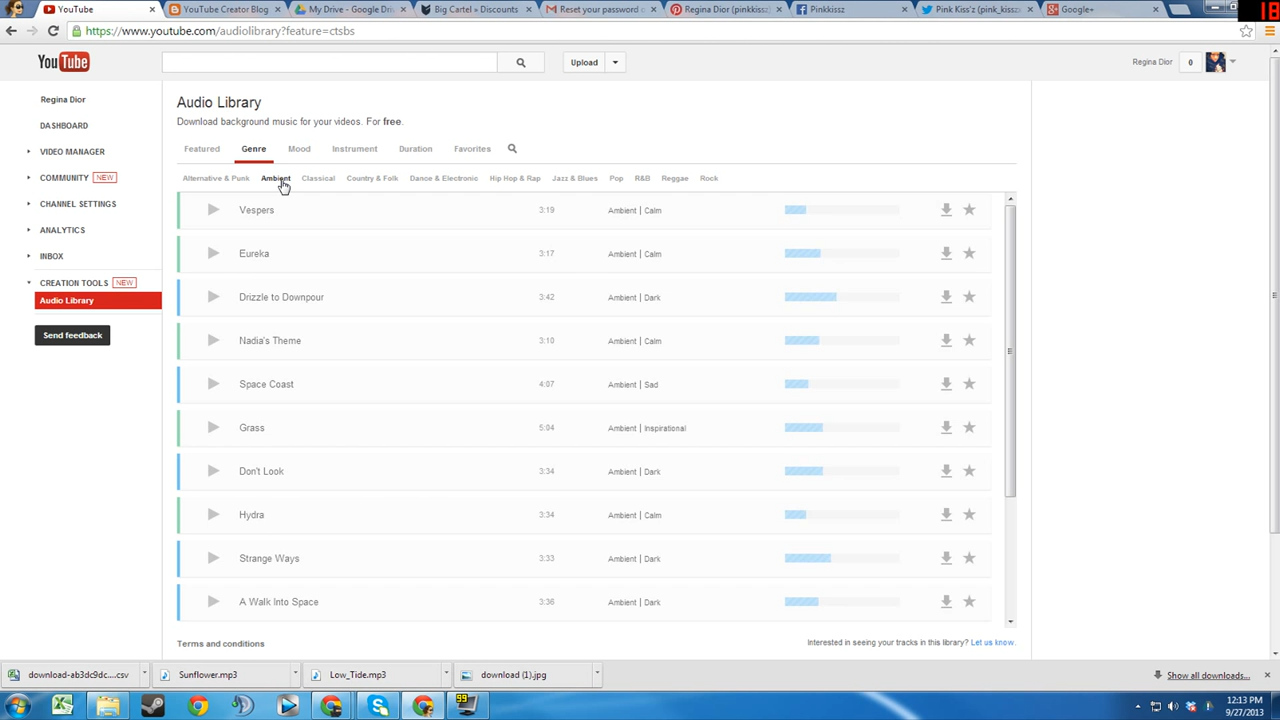 YouTube
YouTube Creator Blog
My Drive - Google Dri
Big Cartel » Discounts
Reset your password
Regina Dior (pinkkissz
Pinkkissz
Pink Kiss'z (pink_kissz
Google+
18
https://www.youtube.com/audiolibrary?feature=ctsbs
YouTube
Upload
Regina Dior
0
Regina Dior
DASHBOARD
VIDEO MANAGER
COMMUNITY NEW
CHANNEL SETTINGS
ANALYTICS
INBOX
CREATION TOOLS NEW
Audio Library
Send feedback
Audio Library
Download background music for your videos. For free.
Featured Genre Mood Instrument Duration Favorites
Alternative & Punk Ambient Classical Country & Folk Dance & Electronic Hip Hop & Rap Jazz & Blues Pop R&B Reggae Rock
Vespers 3:19 Ambient | Calm
Eureka 3:17 Ambient | Calm
Drizzle to Downpour 3:42 Ambient | Dark
Nadia's Theme 3:10 Ambient | Calm
Space Coast 4:07 Ambient | Sad
Grass 5:04 Ambient | Inspirational
Don't Look 3:34 Ambient | Dark
Hydra 3:34 Ambient | Calm
Strange Ways 3:33 Ambient | Dark
A Walk Into Space 3:36 Ambient | Dark
Terms and conditions
Interested in seeing your tracks in this library? Let us know.
download-ab3dc9dc....csv
Sunflower.mp3
Low_Tide.mp3
download (1).jpg
Show all downloads...
99
12:13 PM
9/27/2013